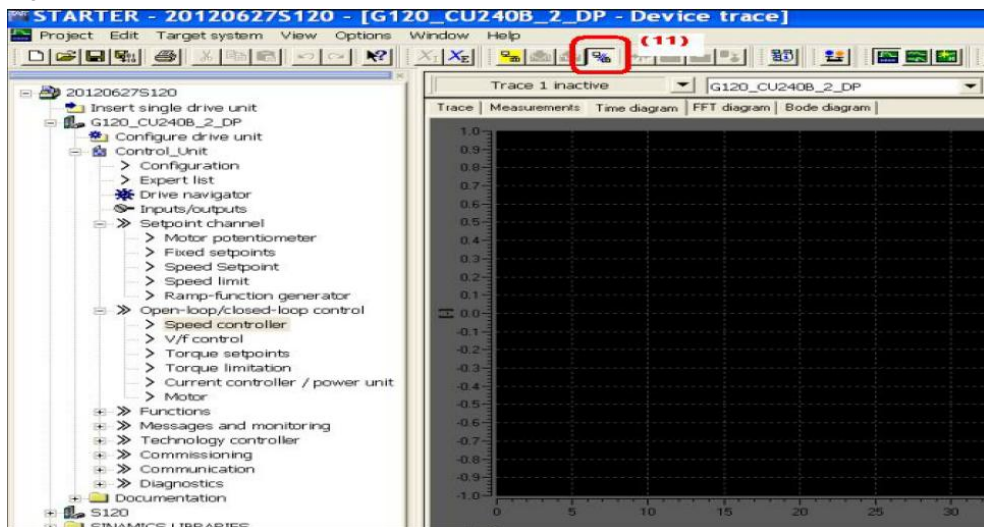 STARTER - 20120627S120 - [G120_CU240B_2_DP - Device trace]
Project Edit Target system View Options Window Help
(11)
Trace 1 inactive G120_CU240B_2_DP
Trace Measurements Time diagram FFT diagram Bode diagram
20120627S120
Insert single drive unit
G120_CU240B_2_DP
Configure drive unit
Control_Unit
> Configuration
> Expert list
Drive navigator
Inputs/outputs
>> Setpoint channel
> Motor potentiometer
> Fixed setpoints
> Speed Setpoint
> Speed limit
> Ramp-function generator
>> Open-loop/closed-loop control
> Speed controller
> V/f control
> Torque setpoints
> Torque limitation
> Current controller / power unit
> Motor
>> Functions
>> Messages and monitoring
>> Technology controller
>> Commissioning
>> Communication
>> Diagnostics
Documentation
S120
SINAMICS LIBRARIES
1.0
0.9
0.8
0.7
0.6
0.5
0.4
0.3
0.2
0.1
[-] 0.0
-0.1
-0.2
-0.3
-0.4
-0.5
-0.6
-0.7
-0.8
-0.9
-1.0
0 5 10 15 20 25 30